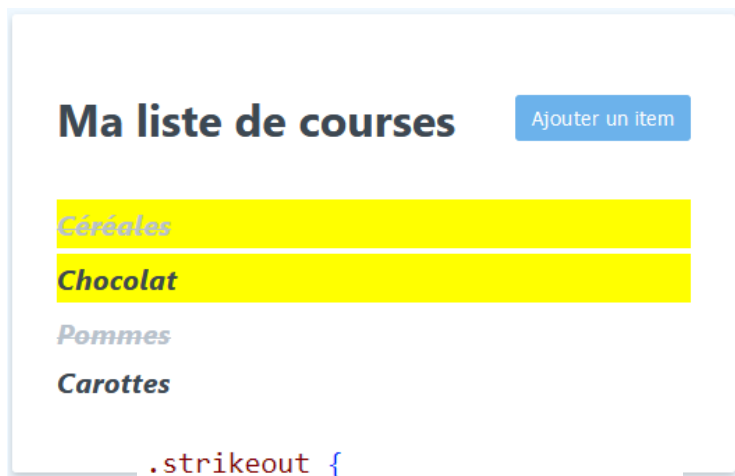 Ma liste de courses
Ajouter un item
Céréales
Chocolat
Pommes
Carottes
.strikeout {